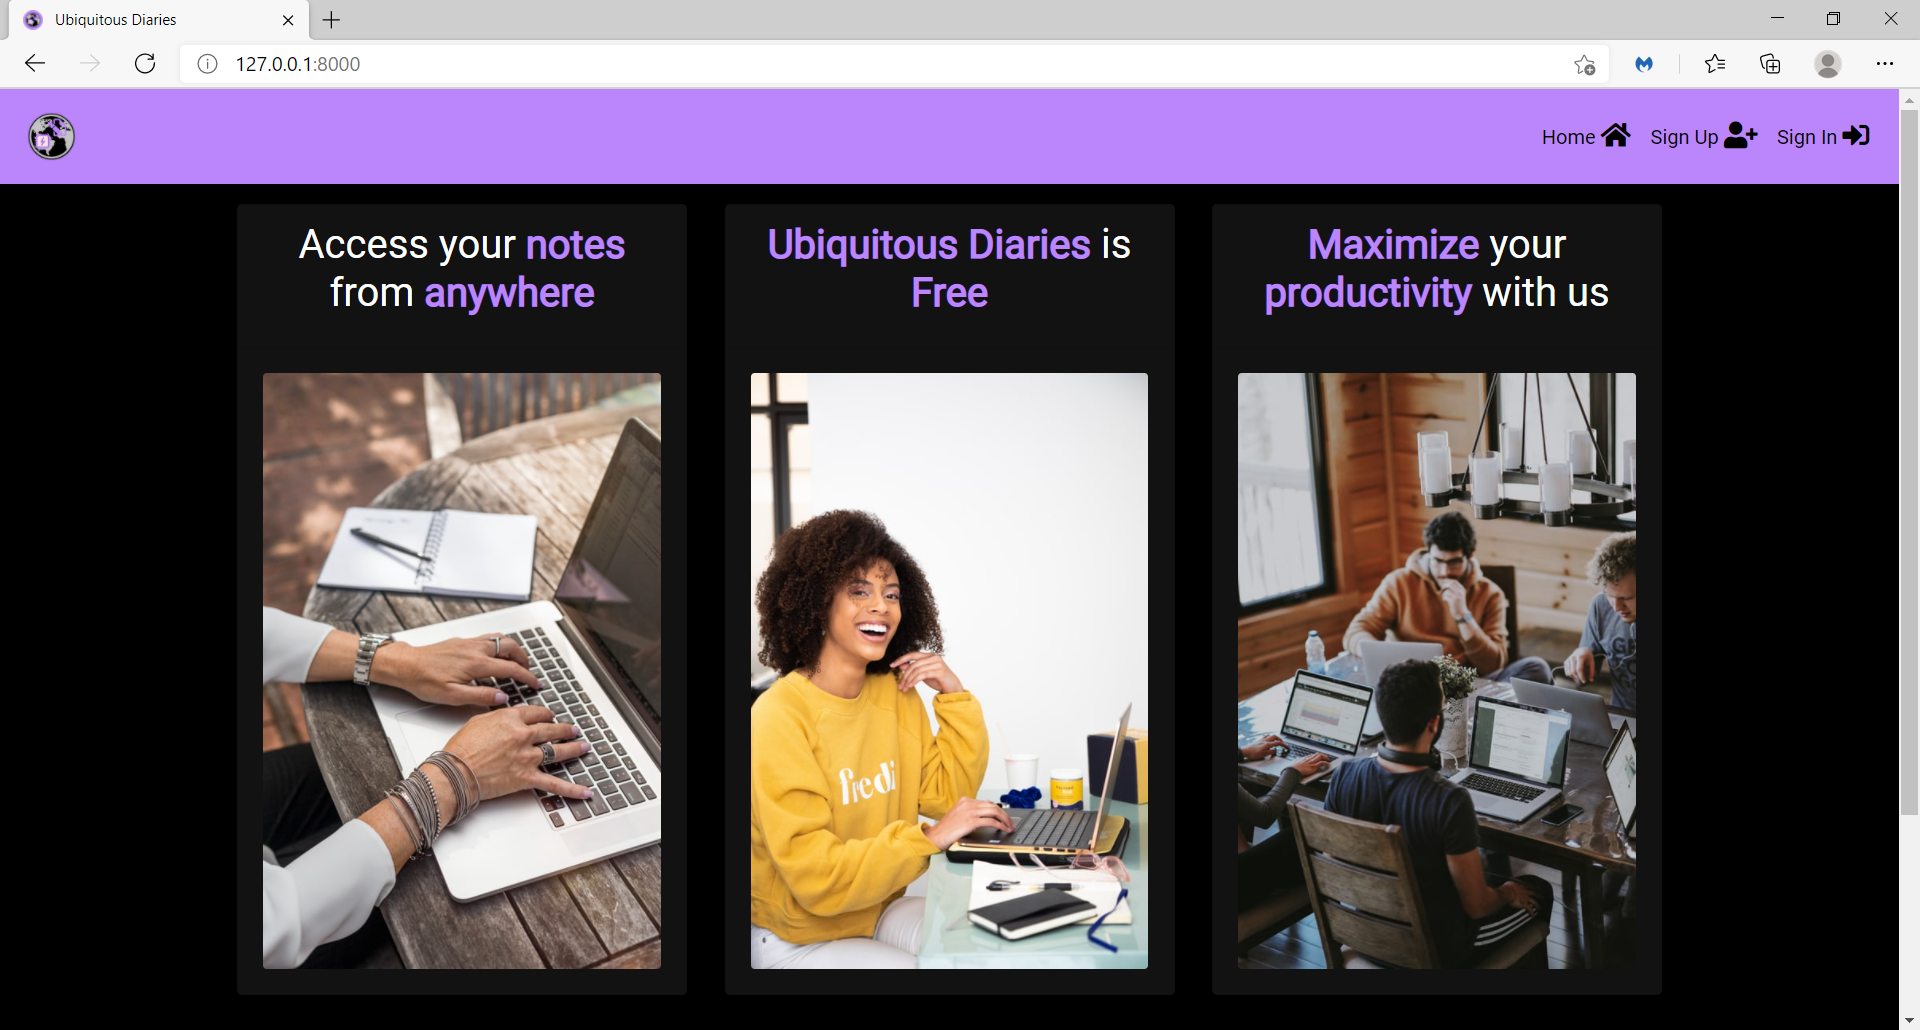 Ubiquitous Diaries
127.0.0.1:8000
Home Sign Up Sign In
Access your notes
from anywhere
Ubiquitous Diaries is
Free
Maximize your
productivity with us
fredi